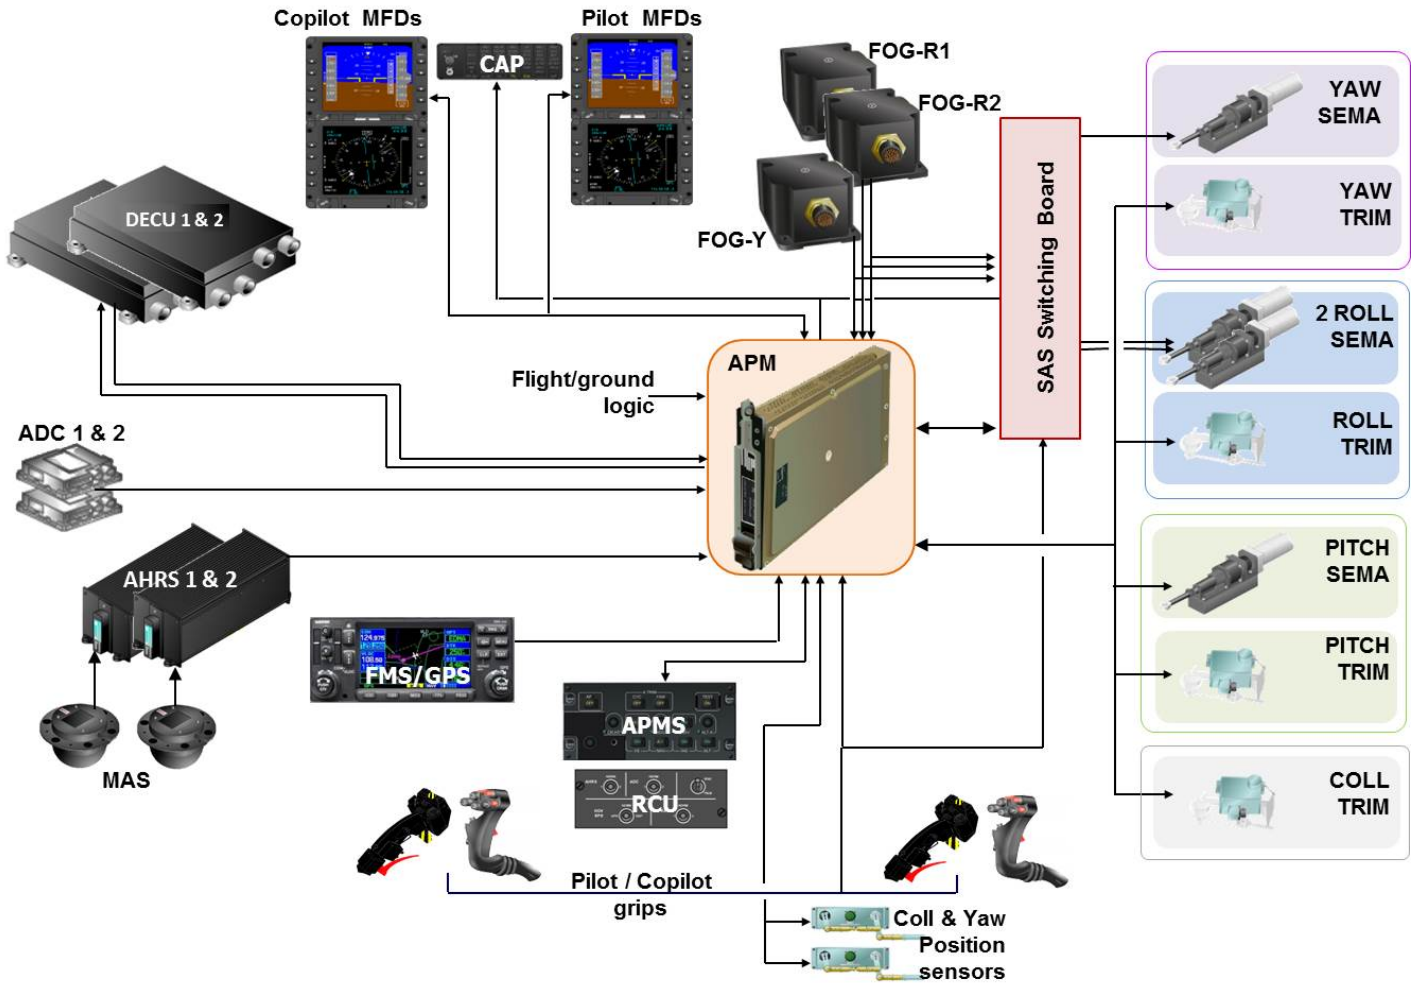 Copilot MFDs
Pilot MFDs
CAP
FOG-R1
FOG-R2
FOG-Y
DECU 1 & 2
SAS Switching Board
YAW
SEMA
YAW
TRIM
2 ROLL
SEMA
ROLL
TRIM
PITCH
SEMA
PITCH
TRIM
COLL
TRIM
APM
Flight/ground
logic
ADC 1 & 2
AHRS 1 & 2
MAS
FMS/GPS
APMS
RCU
Pilot / Copilot
grips
Coll & Yaw
Position
sensors